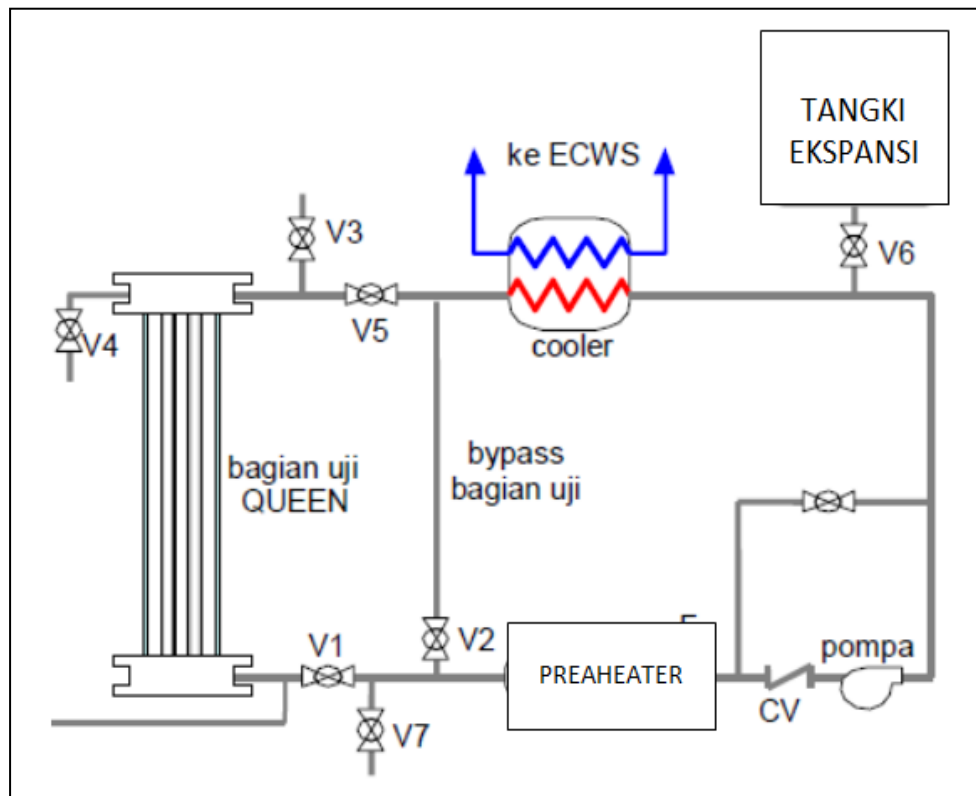 TANGKI
EKSPANSI
ke ECWS
V3
V6
V5
cooler
V4
bagian uji
QUEEN
bypass
bagian uji
V1
V2
PREAHEATER
pompa
CV
V7